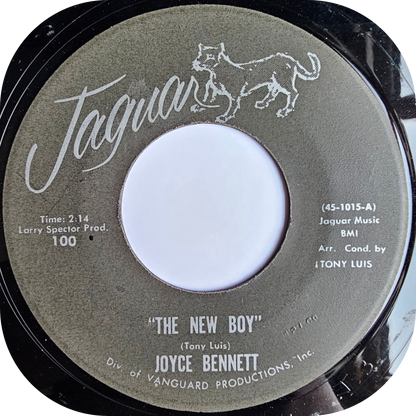 Jaguar
Time: 2:14
Larry Spector Prod.
100
(45-1015-A)
Jaguar Music
BMI
Arr. Cond. by
TONY LUIS
"THE NEW BOY"
(Tony Luis)
JOYCE BENNETT
Div. of VANGUARD PRODUCTIONS, Inc.